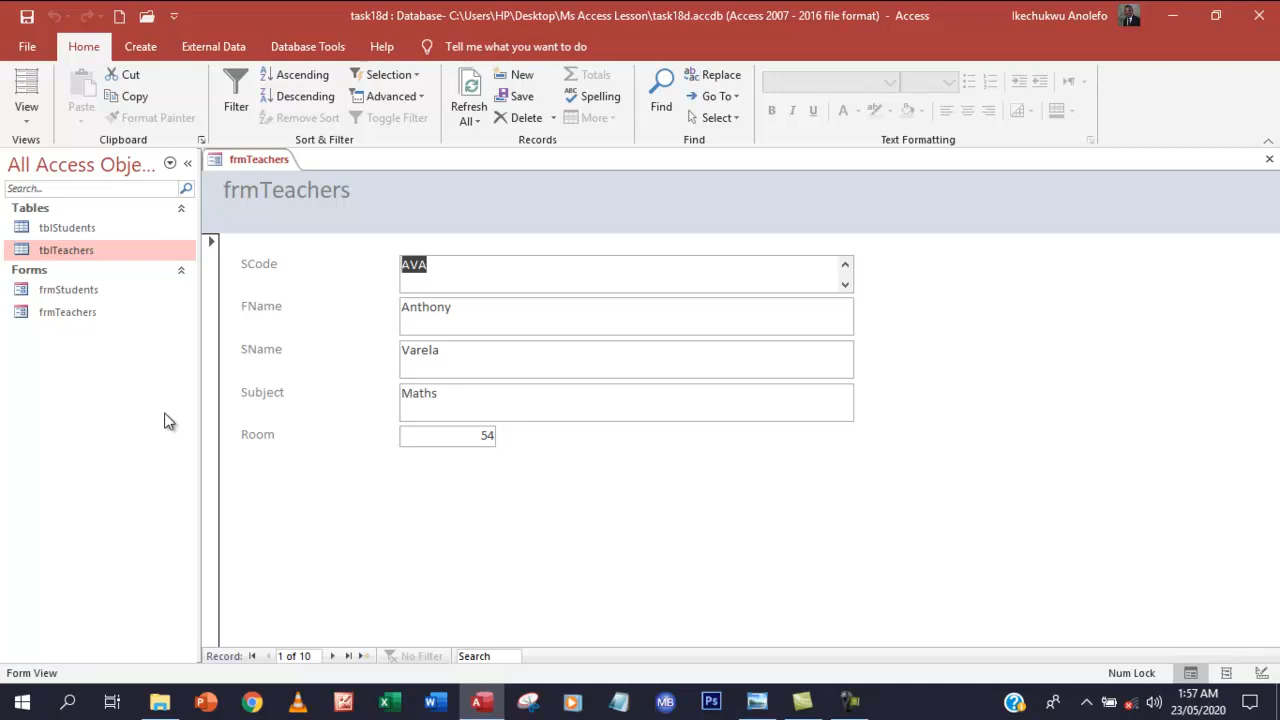 task18d : Database- C:\Users\HP\Desktop\Ms Access Lesson\task18d.accdb (Access 2007 - 2016 file format) - Access
Ikechukwu Anolefo
File Home Create External Data Database Tools Help Tell me what you want to do
View
Views
Paste
Cut
Copy
Format Painter
Clipboard
Filter
Ascending
Descending
Remove Sort
Selection
Advanced
Toggle Filter
Sort & Filter
Refresh
All
New
Save
Delete
Totals
Spelling
More
Records
Find
Replace
Go To
Select
Find
B I U A
Text Formatting
All Access Obje...
Search...
Tables
tblStudents
tblTeachers
Forms
frmStudents
frmTeachers
frmTeachers
frmTeachers
SCode AVA
FName Anthony
SName Varela
Subject Maths
Room 54
Record: 1 of 10 No Filter Search
Form View
Num Lock
1:57 AM
23/05/2020